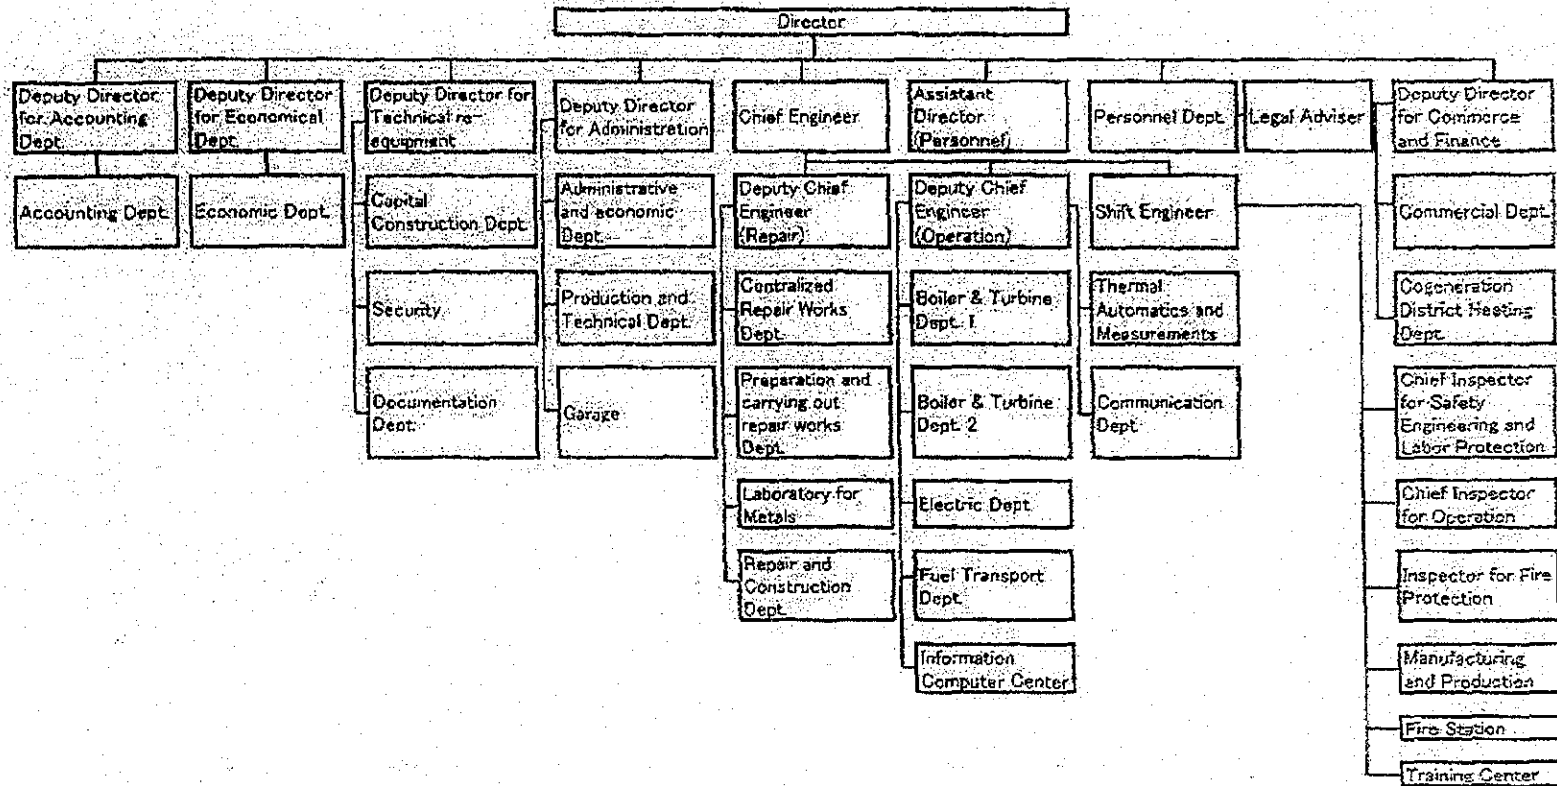 Director
Deputy Director
for Accounting
Dept.
Deputy Director
for Economical
Dept.
Deputy Director for
Technical re-
equipment
Deputy Director
for Administration
Chief Engineer
Assistant
Director
(Personnel)
Personnel Dept.
Legal Adviser
Deputy Director
for Commerce
and Finance
Accounting Dept.
Economic Dept.
Capital
Construction Dept.
Administrative
and economic
Dept.
Deputy Chief
Engineer
(Repair)
Deputy Chief
Engineer
(Operation)
Shift Engineer
Commercial Dept.
Security
Production and
Technical Dept.
Centralized
Repair Works
Dept.
Boiler & Turbine
Dept. 1
Thermal
Automatics and
Measurements
Cogeneration
District Heating
Dept.
Documentation
Dept.
Garage
Preparation and
carrying out
repair works
Dept.
Boiler & Turbine
Dept. 2
Communication
Dept.
Chief Inspector
for Safety
Engineering and
Labor Protection
Laboratory for
Metals
Electric Dept.
Chief Inspector
for Operation
Repair and
Construction
Dept.
Fuel Transport
Dept.
Inspector for Fire
Protection
Information
Computer Center
Manufacturing
and Production
Fire Station
Training Center